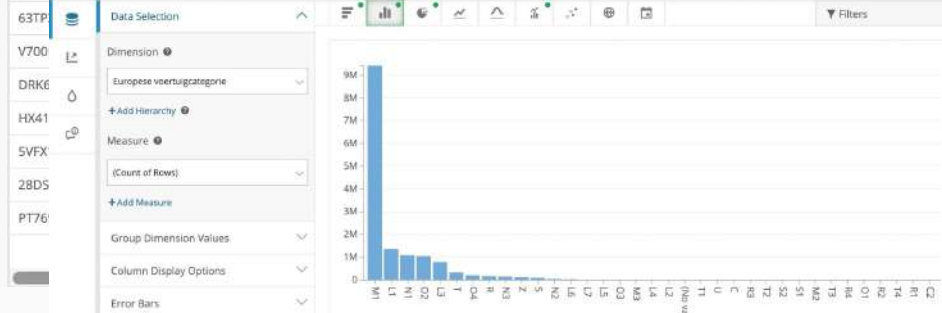 63TP
V700
DRK6
HX41
5VFX
28DS
PT76
Data Selection
Dimension
Europese voertuigcategorie
+Add Hierarchy
Measure
(Count of Rows)
+Add Measure
Group Dimension Values
Column Display Options
Error Bars
Filters
9M
8M
7M
6M
5M
4M
3M
2M
1M
0
M1 L1 N1 O2 L3 T O4 R N3 Z S N2 L6 L7 L5 O3 M3 L4 L2 (No v T1 U C R3 T2 S2 S1 M2 T3 R4 O1 R2 T4 R1 C2